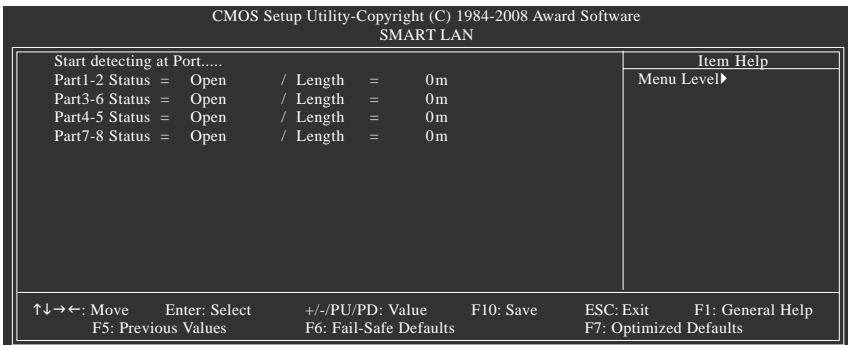 CMOS Setup Utility-Copyright (C) 1984-2008 Award Software
SMART LAN
Start detecting at Port.....
Part1-2 Status = Open / Length = 0m
Part3-6 Status = Open / Length = 0m
Part4-5 Status = Open / Length = 0m
Part7-8 Status = Open / Length = 0m
Item Help
Menu Level▶
↑↓→←: Move Enter: Select +/-/PU/PD: Value F10: Save ESC: Exit F1: General Help
F5: Previous Values F6: Fail-Safe Defaults F7: Optimized Defaults